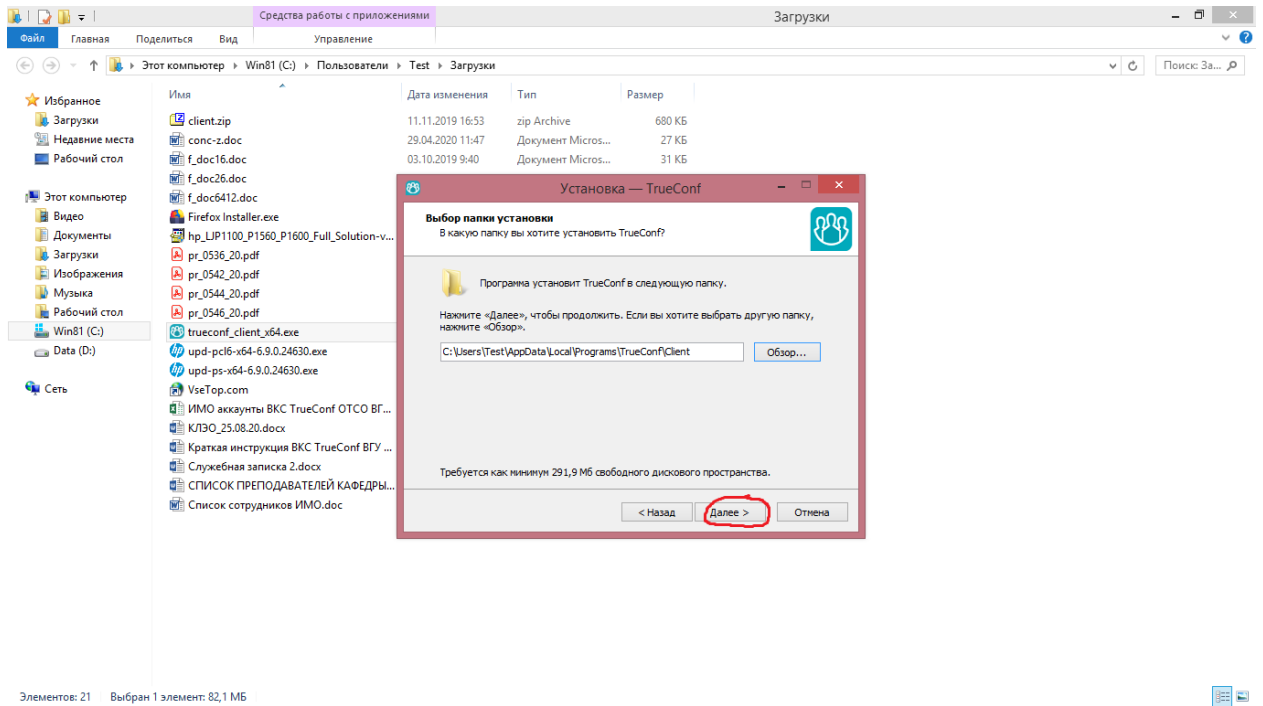 Средства работы с приложениями
Загрузки
Файл Главная Поделиться Вид Управление
Этот компьютер Win81 (C:) Пользователи Test Загрузки
Поиск: За...
Избранное
Загрузки
Недавние места
Рабочий стол
Этот компьютер
Видео
Документы
Загрузки
Изображения
Музыка
Рабочий стол
Win81 (C:)
Data (D:)
Сеть
Имя Дата изменения Тип Размер
client.zip 11.11.2019 16:53 zip Archive 680 КБ
conc-z.doc 29.04.2020 11:47 Документ Micros... 27 КБ
f_doc16.doc 03.10.2019 9:40 Документ Micros... 31 КБ
f_doc26.doc
f_doc6412.doc
Firefox Installer.exe
hp_LJP1100_P1560_P1600_Full_Solution-v...
pr_0536_20.pdf
pr_0542_20.pdf
pr_0544_20.pdf
pr_0546_20.pdf
trueconf_client_x64.exe
upd-pcl6-x64-6.9.0.24630.exe
upd-ps-x64-6.9.0.24630.exe
VseTop.com
ИМО аккаунты ВКС TrueConf ОТСО ВГ...
КЛЭО_25.08.20.docx
Краткая инструкция ВКС TrueConf ВГУ ...
Служебная записка 2.docx
СПИСОК ПРЕПОДАВАТЕЛЕЙ КАФЕДРЫ...
Список сотрудников ИМО.doc
Установка — TrueConf
Выбор папки установки
В какую папку вы хотите установить TrueConf?
Программа установит TrueConf в следующую папку.
Нажмите «Далее», чтобы продолжить. Если вы хотите выбрать другую папку,
нажмите «Обзор».
C:\Users\Test\AppData\Local\Programs\TrueConf\Client
Обзор...
Требуется как минимум 291,9 Мб свободного дискового пространства.
< Назад Далее > Отмена
Элементов: 21 Выбран 1 элемент: 82,1 МБ